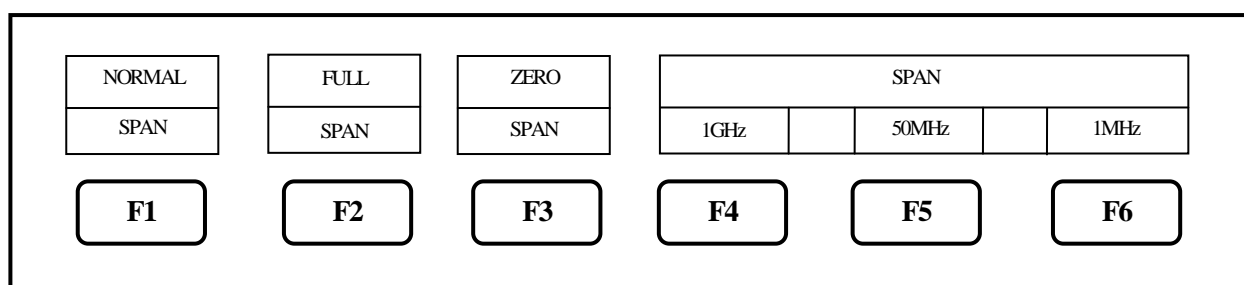 NORMAL FULL ZERO SPAN
SPAN SPAN SPAN 1GHz 50MHz 1MHz
F1 F2 F3 F4 F5 F6